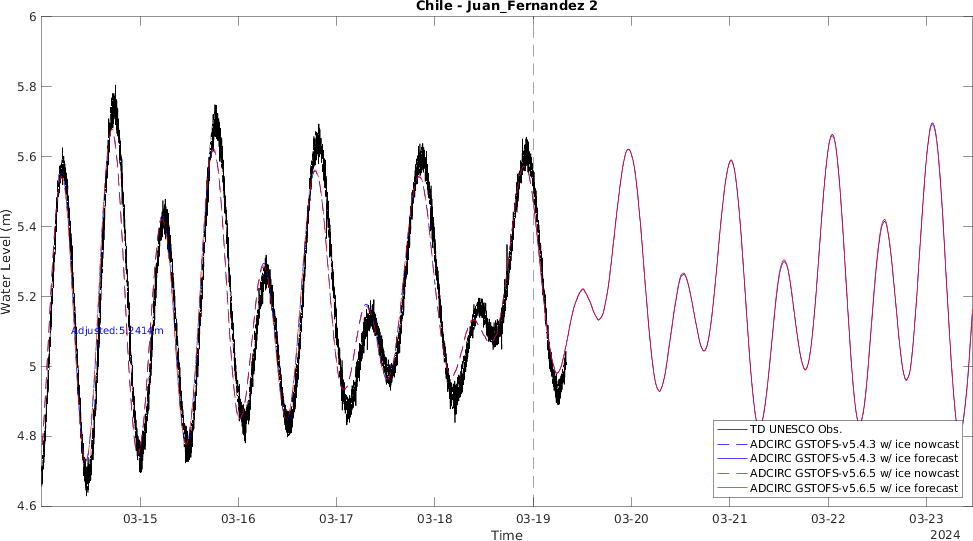 Chile - Juan_Fernandez 2
6
5.8
5.6
5.4
5.2
5
4.8
4.6
Water Level (m)
Adjusted:5.2414m
TD UNESCO Obs.
ADCIRC GSTOFS-v5.4.3 w/ ice nowcast
ADCIRC GSTOFS-v5.4.3 w/ ice forecast
ADCIRC GSTOFS-v5.6.5 w/ ice nowcast
ADCIRC GSTOFS-v5.6.5 w/ ice forecast
03-15 03-16 03-17 03-18 03-19 03-20 03-21 03-22 03-23
Time
2024